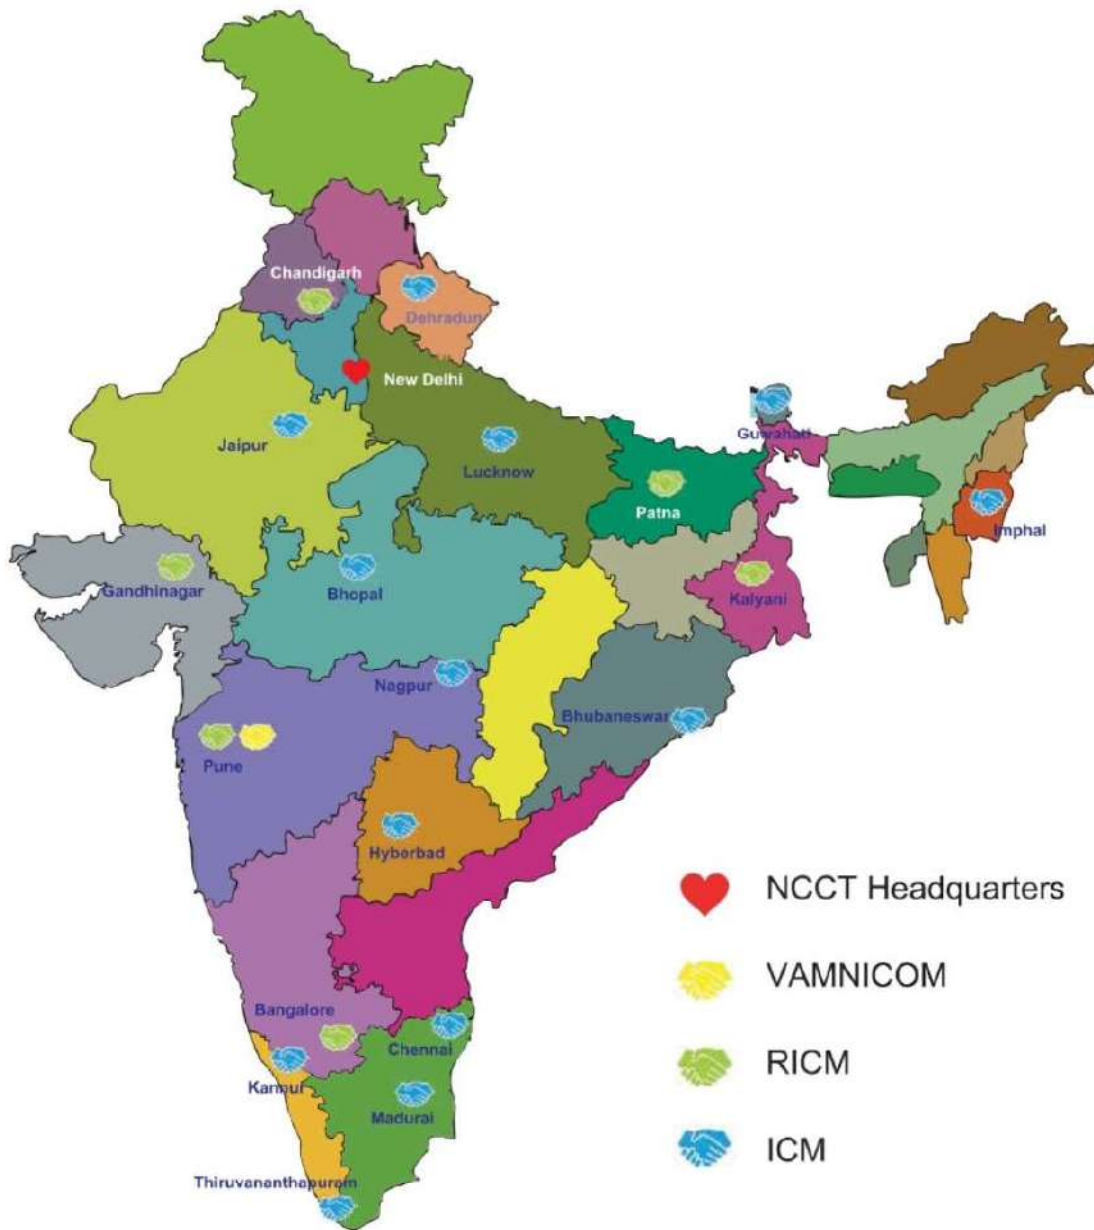 Chandigarh
Dehradun
New Delhi
Jaipur
Lucknow
Guwahati
Patna
Imphal
Gandhinagar
Bhopal
Kalyani
Nagpur
Bhubaneswar
Pune
Hyberbad
NCCT Headquarters
VAMNICOM
Bangalore
Chennai
RICM
Kannur
Madurai
ICM
Thiruvananthapuram